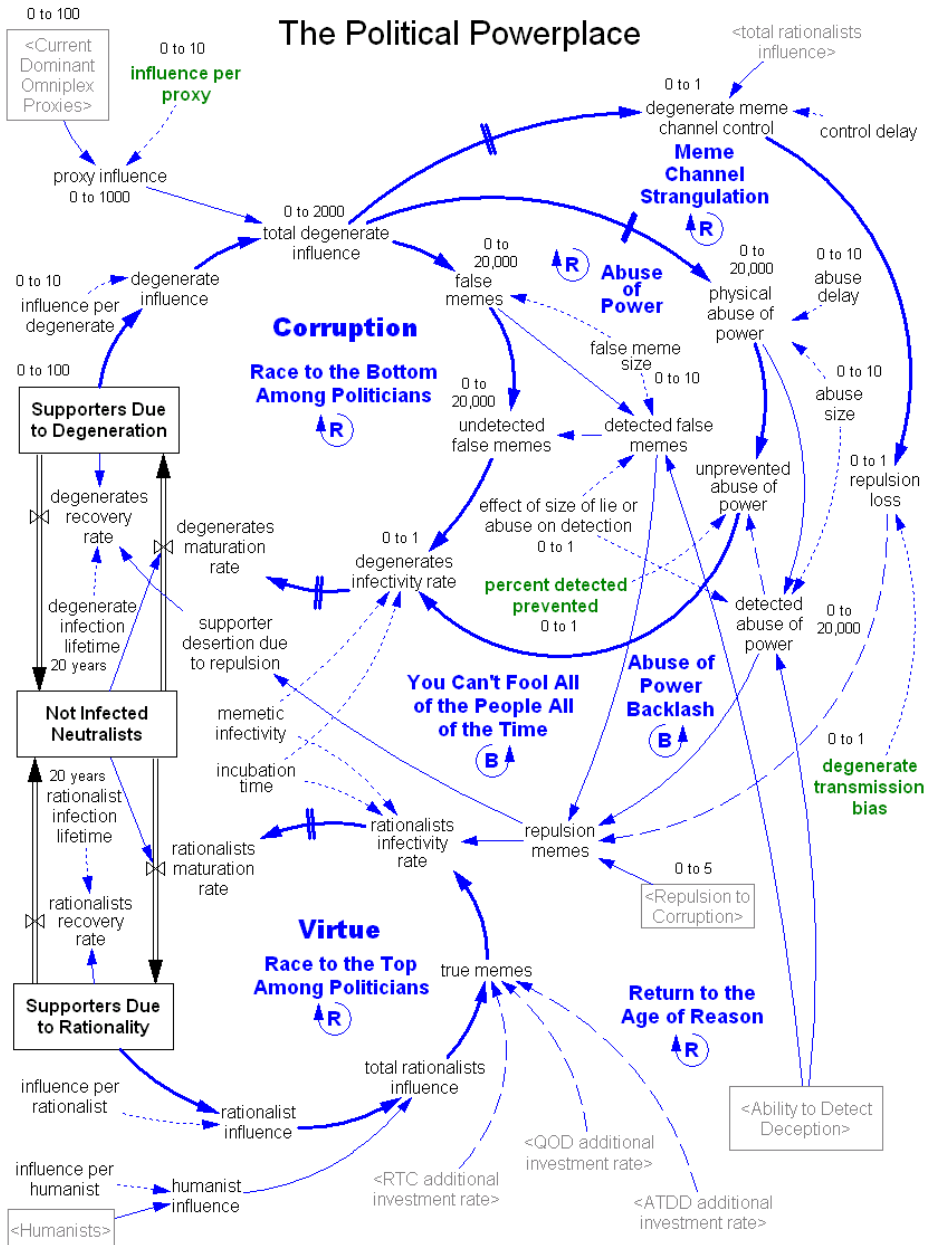 The Political Powerplace
0 to 100
<Current
Dominant
Omniplex
Proxies>
0 to 10
influence per
proxy
<total rationalists
influence>
0 to 1
degenerate meme
channel control
control delay
Meme
Channel
Strangulation
R
proxy influence
0 to 1000
0 to 2000
total degenerate
influence
0 to 10
influence per
degenerate
degenerate
influence
0 to
20,000
false
memes
R
Abuse
of
Power
0 to
20,000
physical
abuse of
power
0 to 10
abuse
delay
Corruption
Race to the Bottom
Among Politicians
R
false meme
size
0 to 10
0 to 10
abuse
size
0 to 100
Supporters Due
to Degeneration
0 to
20,000
undetected
false memes
detected false
memes
unprevented
abuse of
power
0 to 1
repulsion
loss
degenerates
recovery
rate
degenerates
maturation
rate
0 to 1
degenerates
infectivity rate
effect of size of lie or
abuse on detection
0 to 1
percent detected
prevented
0 to 1
detected
abuse of
power
0 to
20,000
degenerate
infection
lifetime
20 years
supporter
desertion due
to repulsion
Not Infected
Neutralists
memetic
infectivity
incubation
time
You Can't Fool All
of the People All
of the Time
B
Abuse of
Power
Backlash
B
0 to 1
degenerate
transmission
bias
20 years
rationalist
infection
lifetime
rationalists
maturation
rate
rationalists
infectivity
rate
repulsion
memes
0 to 5
<Repulsion to
Corruption>
rationalists
recovery
rate
Virtue
Race to the Top
Among Politicians
R
true memes
Return to the
Age of Reason
R
Supporters Due
to Rationality
total rationalists
influence
influence per
rationalist
rationalist
influence
<Ability to Detect
Deception>
<QOD additional
investment rate>
<RTC additional
investment rate>
<ATDD additional
investment rate>
influence per
humanist
humanist
influence
<Humanists>